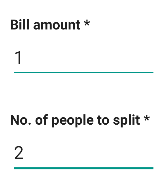 Bill amount *
1
No. of people to split *
2